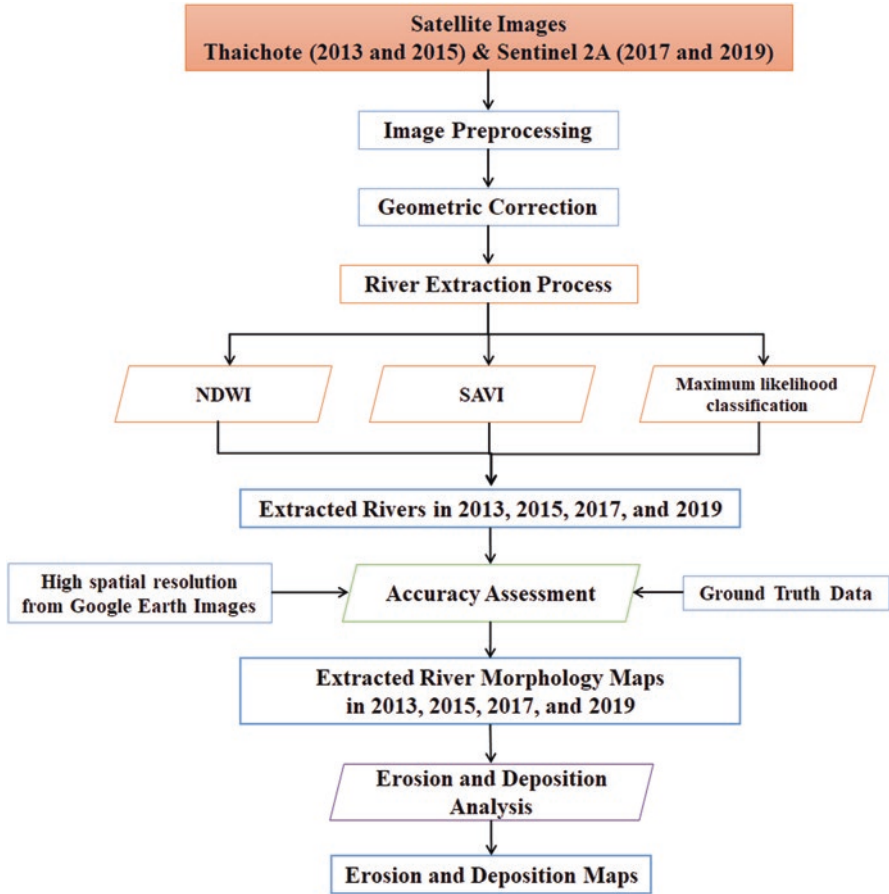 Satellite Images
Thaichote (2013 and 2015) & Sentinel 2A (2017 and 2019)
Image Preprocessing
Geometric Correction
River Extraction Process
NDWI
SAVI
Maximum likelihood
classification
Extracted Rivers in 2013, 2015, 2017, and 2019
High spatial resolution
from Google Earth Images
Accuracy Assessment
Ground Truth Data
Extracted River Morphology Maps
in 2013, 2015, 2017, and 2019
Erosion and Deposition
Analysis
Erosion and Deposition Maps